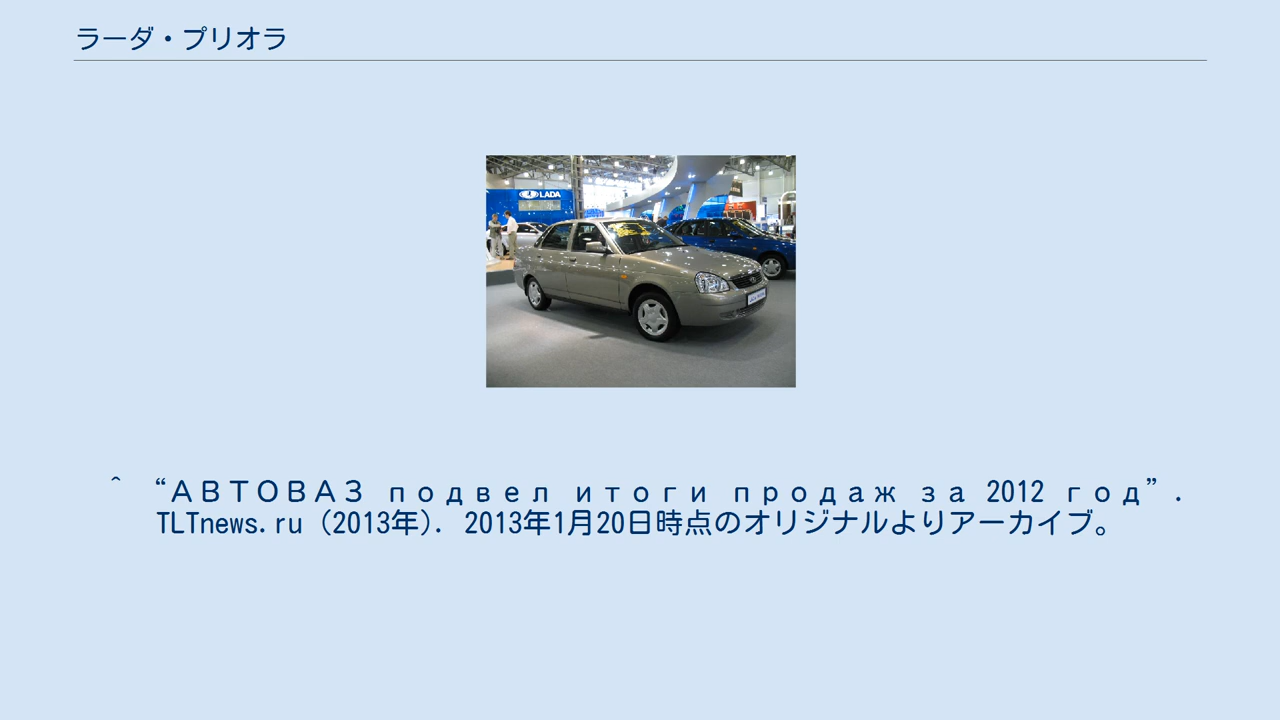 ラーダ・プリオラ
LADA
^ “АВТОВАЗ подвел итоги продаж за 2012 год”.
TLTnews.ru (2013年). 2013年1月20日時点のオリジナルよりアーカイブ。